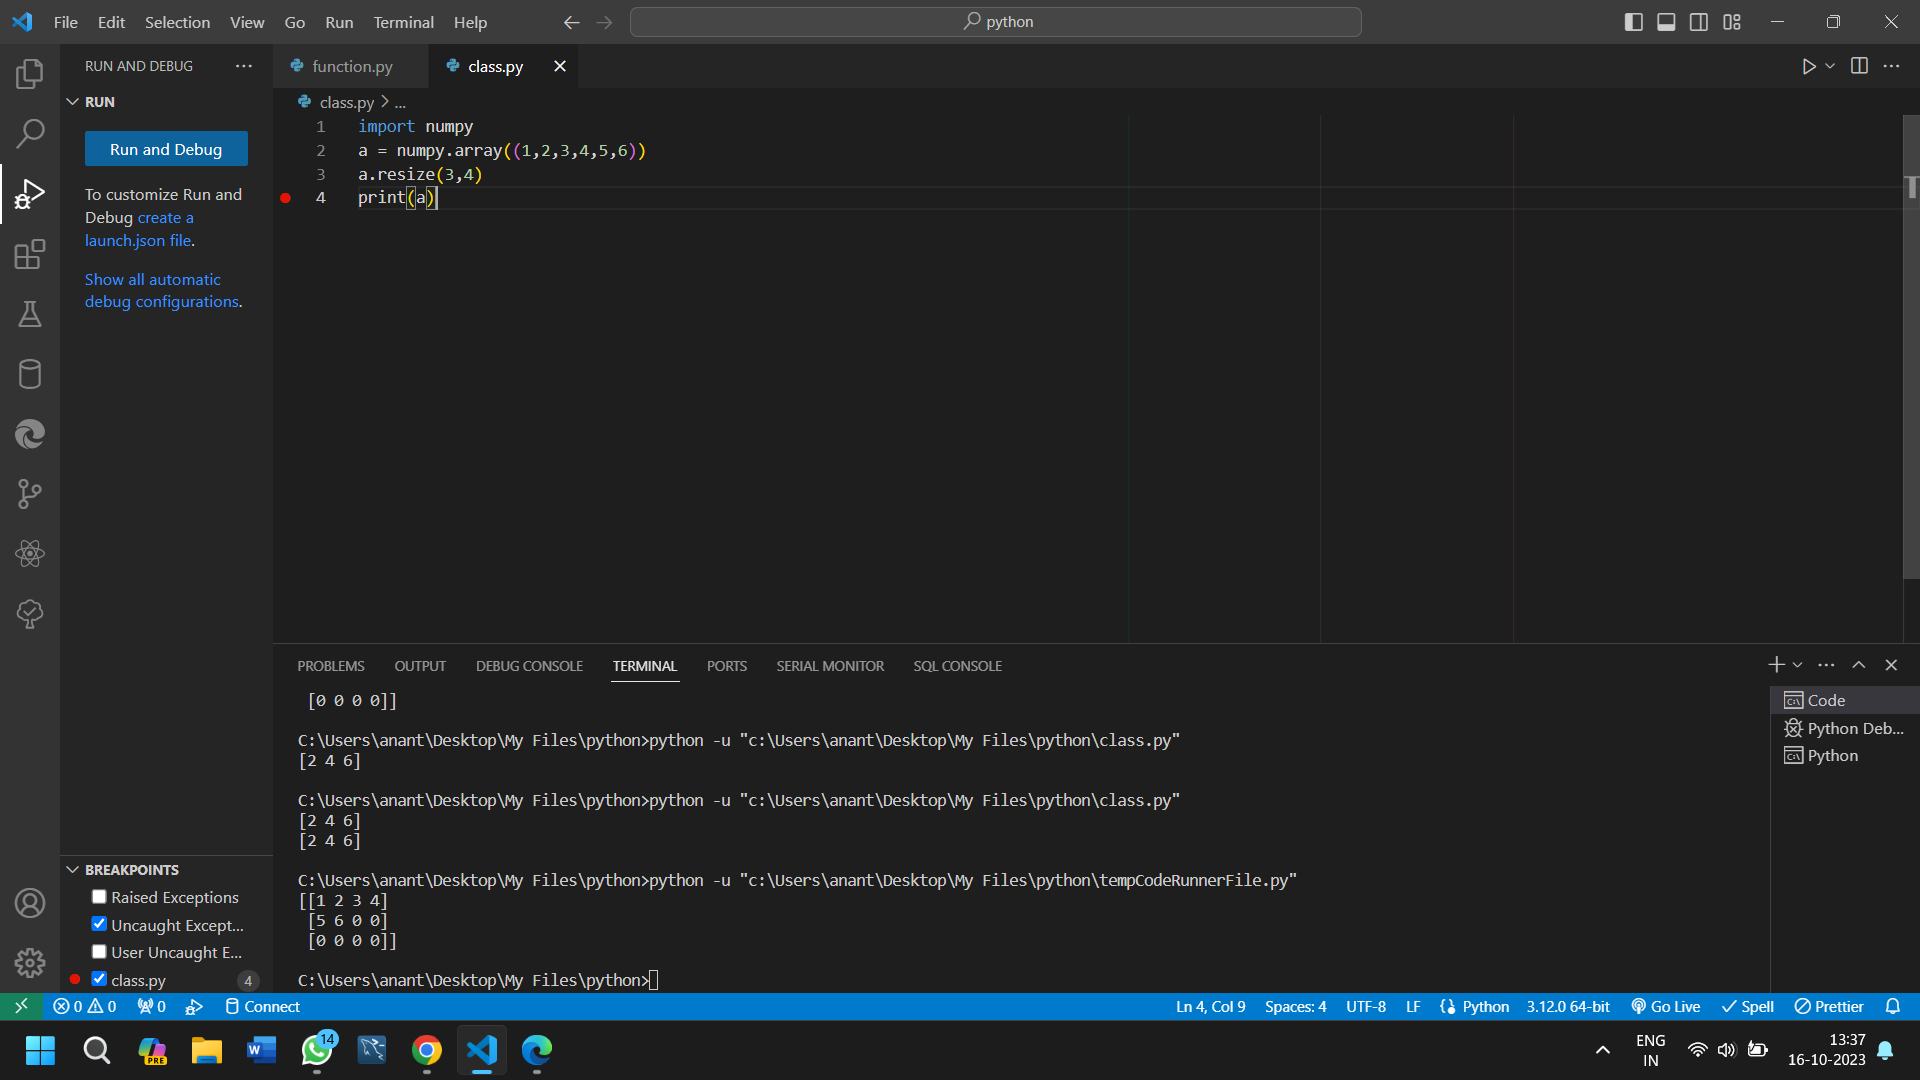 File Edit Selection View Go Run Terminal Help
python
RUN AND DEBUG
function.py
class.py
RUN
Run and Debug
To customize Run and
Debug create a
launch.json file.
Show all automatic
debug configurations.
class.py > ...
1 import numpy
2 a = numpy.array((1,2,3,4,5,6))
3 a.resize(3,4)
4 print(a)
PROBLEMS OUTPUT DEBUG CONSOLE TERMINAL PORTS SERIAL MONITOR SQL CONSOLE
[0 0 0 0]]
C:\Users\anant\Desktop\My Files\python>python -u "c:\Users\anant\Desktop\My Files\python\class.py"
[2 4 6]
C:\Users\anant\Desktop\My Files\python>python -u "c:\Users\anant\Desktop\My Files\python\class.py"
[2 4 6]
[2 4 6]
C:\Users\anant\Desktop\My Files\python>python -u "c:\Users\anant\Desktop\My Files\python\tempCodeRunnerFile.py"
[[1 2 3 4]
[5 6 0 0]
[0 0 0 0]]
C:\Users\anant\Desktop\My Files\python>
Code
Python Deb...
Python
BREAKPOINTS
Raised Exceptions
Uncaught Except...
User Uncaught E...
class.py 4
0 0 0 Connect
Ln 4, Col 9 Spaces: 4 UTF-8 LF Python 3.12.0 64-bit Go Live Spell Prettier
PRE
W
14
ENG
IN
13:37
16-10-2023